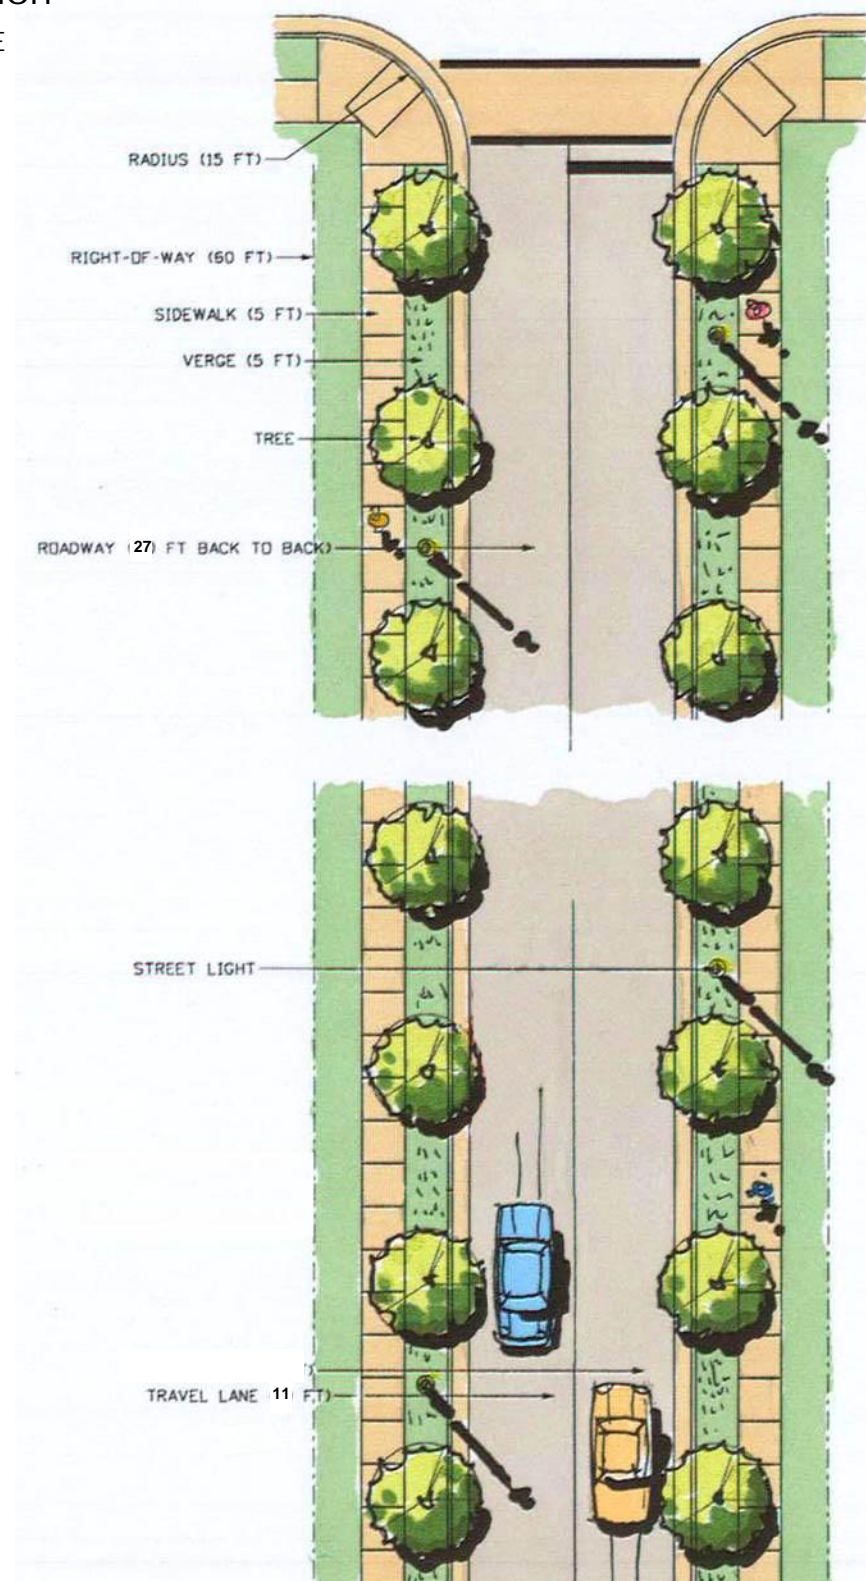 RADIUS (15 FT)
RIGHT-OF-WAY (60 FT)
SIDEWALK (5 FT)
VERGE (5 FT)
TREE
ROADWAY (27) FT BACK TO BACK)
STREET LIGHT
TRAVEL LANE 11 FT)